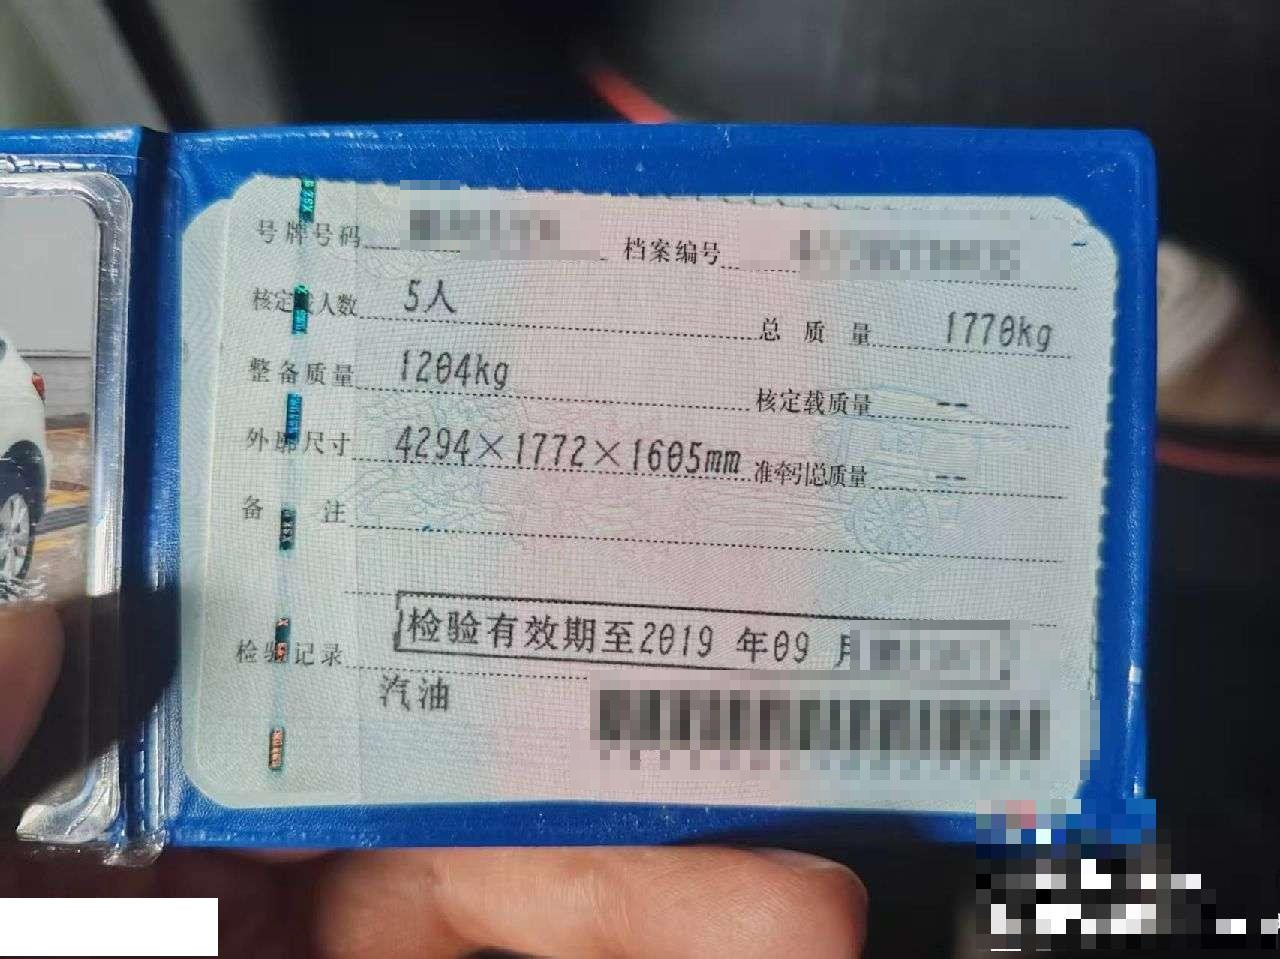 号牌号码 档案编号
核定载人数 5人 总质量 1770kg
整备质量 1204kg 核定载质量 --
外廓尺寸 4294×1772×1605mm 准牵引总质量 --
备注
检验记录 检验有效期至2019年09月
汽油